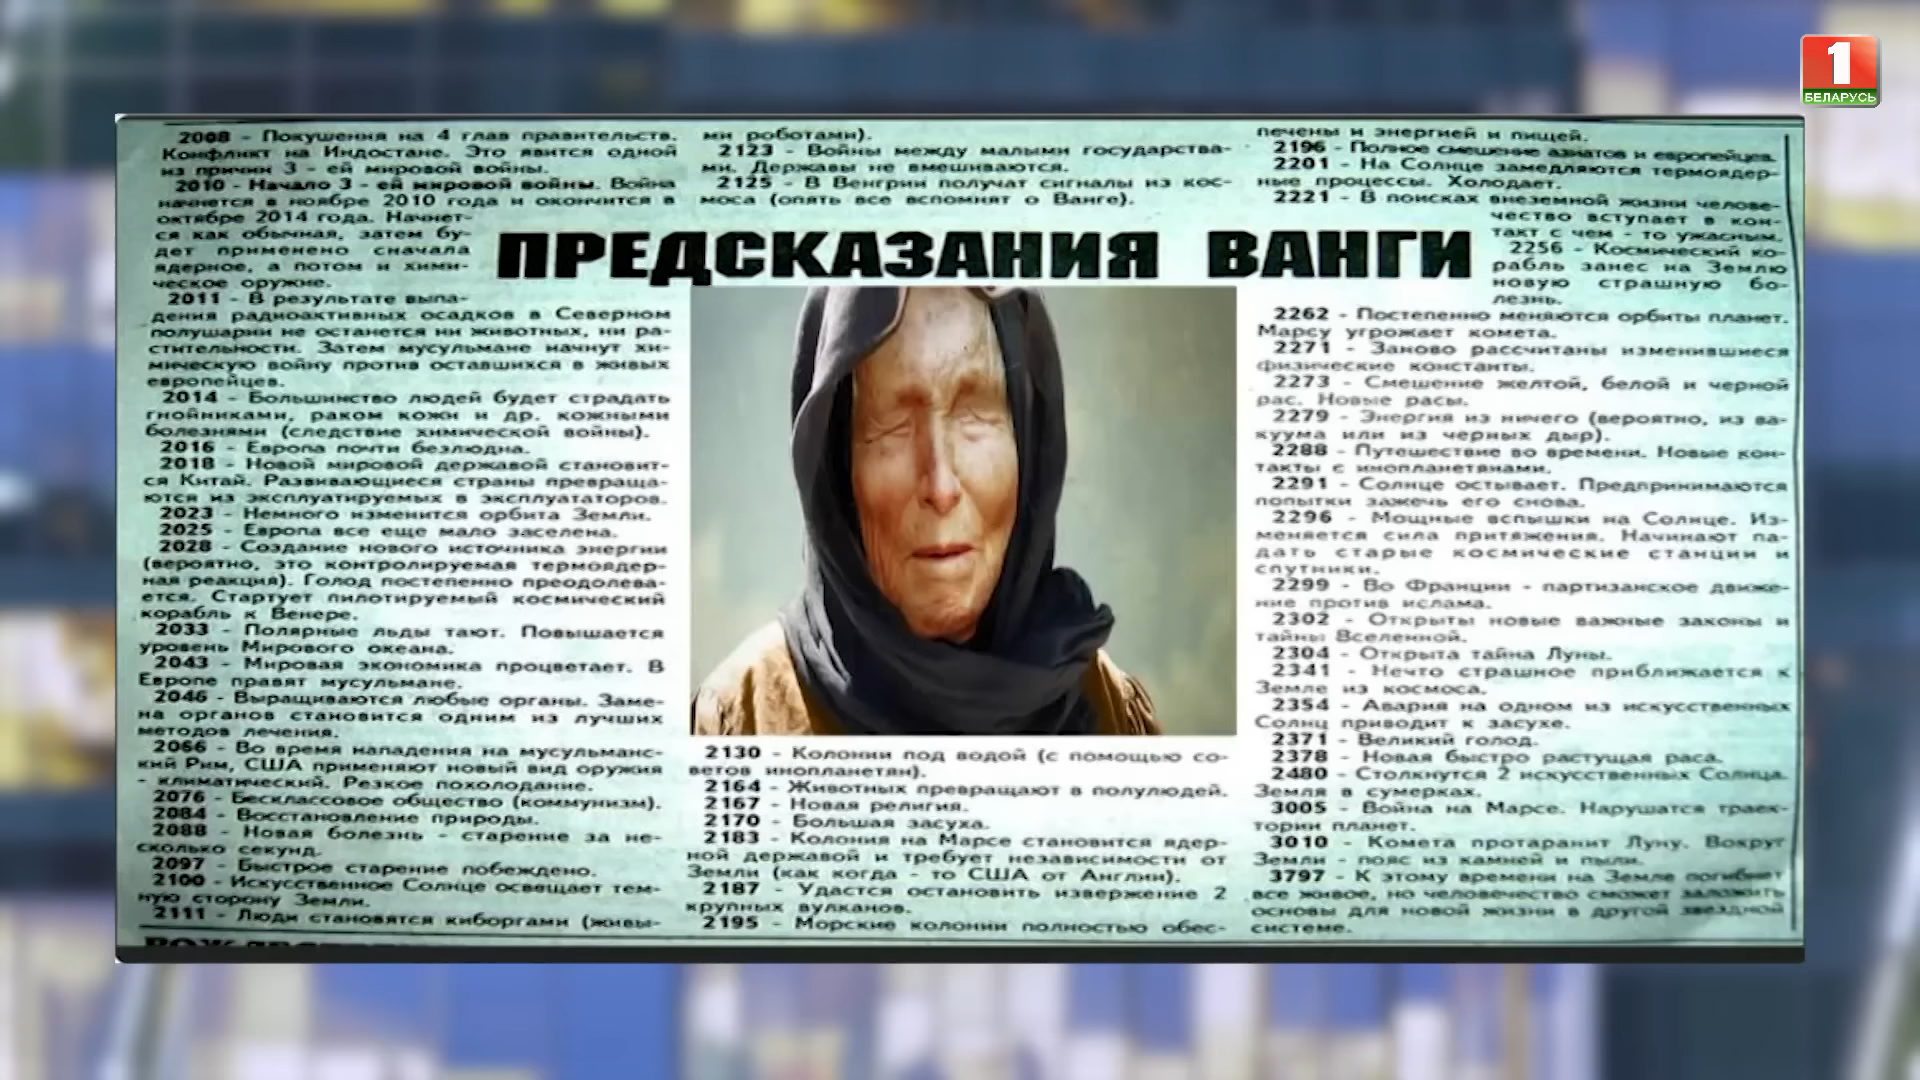 1
БЕЛАРУСЬ
ПРЕДСКАЗАНИЯ ВАНГИ
2008 - Покушения на 4 глав правительств.
Конфликт на Индостане. Это явится одной
из причин 3 - ей мировой войны.
2010 - Начало 3 - ей мировой войны. Война
начнется в ноябре 2010 года и окончится в
октябре 2014 года. Начнет-
ся как обычная, затем бу-
дет применено сначала
ядерное, а потом и хими-
ческое оружие.
2011 - В результате выпа-
дения радиоактивных осадков в Северном
полушарии не останется ни животных, ни ра-
стительности. Затем мусульмане начнут хи-
мическую войну против оставшихся в живых
европейцев.
2014 - Большинство людей будет страдать
гнойниками, раком кожи и др. кожными
болезнями (следствие химической войны).
2016 - Европа почти безлюдна.
2018 - Новой мировой державой становит-
ся Китай. Развивающиеся страны превраща-
ются из эксплуатируемых в эксплуататоров.
2023 - Немного изменится орбита Земли.
2025 - Европа все еще мало заселена.
2028 - Создание нового источника энергии
(вероятно, это контролируемая термоядер-
ная реакция). Голод постепенно преодолева-
ется. Стартует пилотируемый космический
корабль к Венере.
2033 - Полярные льды тают. Повышается
уровень Мирового океана.
2043 - Мировая экономика процветает. В
Европе правят мусульмане.
2046 - Выращиваются любые органы. Заме-
на органов становится одним из лучших
методов лечения.
2066 - Во время нападения на мусульманс-
кий Рим, США применяют новый вид оружия
- климатический. Резкое похолодание.
2076 - Бесклассовое общество (коммунизм).
2084 - Восстановление природы.
2088 - Новая болезнь - старение за не-
сколько секунд.
2097 - Быстрое старение побеждено.
2100 - Искусственное Солнце освещает тем-
ную сторону Земли.
2111 - Люди становятся киборгами (живы-
ми роботами).
2123 - Войны между малыми государства-
ми. Державы не вмешиваются.
2125 - В Венгрии получат сигналы из кос-
моса (опять все вспомнят о Ванге).
2130 - Колонии под водой (с помощью со-
ветов инопланетян).
2164 - Животных превращают в полулюдей.
2167 - Новая религия.
2170 - Большая засуха.
2183 - Колония на Марсе становится ядер-
ной державой и требует независимости от
Земли (как когда - то США от Англии).
2187 - Удастся остановить извержение 2
крупных вулканов.
2195 - Морские колонии полностью обес-
печены и энергией и пищей.
2196 - Полное смешение азиатов и европейцев.
2201 - На Солнце замедляются термоядер-
ные процессы. Холодает.
2221 - В поисках внеземной жизни челове-
чество вступает в кон-
такт с чем - то ужасным.
2256 - Космический ко-
рабль занес на Землю
новую страшную бо-
лезнь.
2262 - Постепенно меняются орбиты планет.
Марсу угрожает комета.
2271 - Заново рассчитаны изменившиеся
физические константы.
2273 - Смешение желтой, белой и черной
рас. Новые расы.
2279 - Энергия из ничего (вероятно, из ва-
куума или из черных дыр).
2288 - Путешествие во времени. Новые кон-
такты с инопланетянами.
2291 - Солнце остывает. Предпринимаются
попытки зажечь его снова.
2296 - Мощные вспышки на Солнце. Из-
меняется сила притяжения. Начинают па-
дать старые космические станции и
спутники.
2299 - Во Франции - партизанское движе-
ние против ислама.
2302 - Открыты новые важные законы и
тайны Вселенной.
2304 - Открыта тайна Луны.
2341 - Нечто страшное приближается к
Земле из космоса.
2354 - Авария на одном из искусственных
Солнц приводит к засухе.
2371 - Великий голод.
2378 - Новая быстро растущая раса.
2480 - Столкнутся 2 искусственных Солнца.
Земля в сумерках.
3005 - Война на Марсе. Нарушатся траек-
тории планет.
3010 - Комета протаранит Луну. Вокруг
Земли - пояс из камней и пыли.
3797 - К этому времени на Земле погибнет
все живое, но человечество сможет заложить
основы для новой жизни в другой звездной
системе.